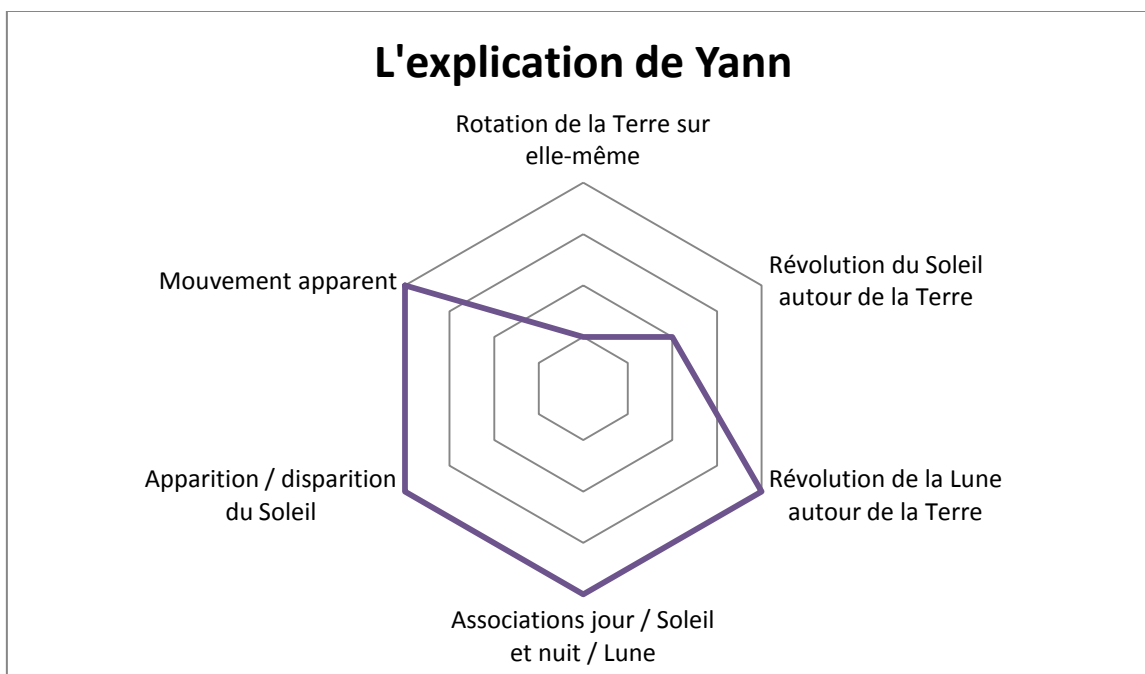 L'explication de Yann
Rotation de la Terre sur
elle-même
Révolution du Soleil
autour de la Terre
Révolution de la Lune
autour de la Terre
Associations jour / Soleil
et nuit / Lune
Apparition / disparition
du Soleil
Mouvement apparent